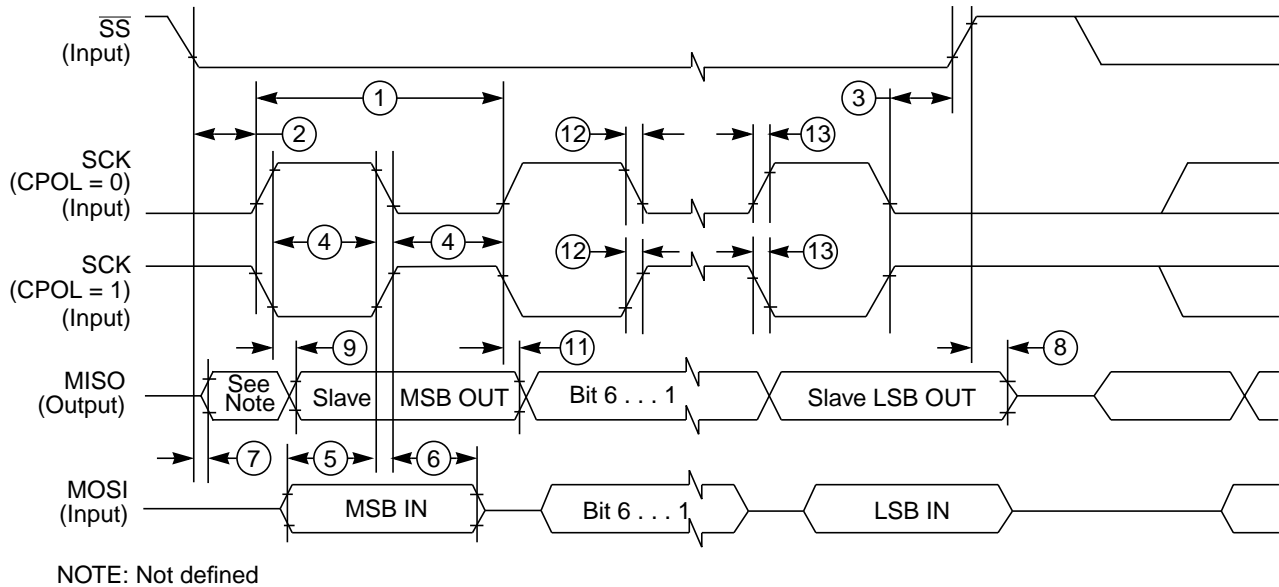 SS
(Input)
1
3
2
12
13
SCK
(CPOL = 0)
(Input)
4
4
12
13
SCK
(CPOL = 1)
(Input)
9
11
8
MISO
(Output)
See
Note
Slave
MSB OUT
Bit 6 . . . 1
Slave LSB OUT
7
5
6
MOSI
(Input)
MSB IN
Bit 6 . . . 1
LSB IN
NOTE: Not defined